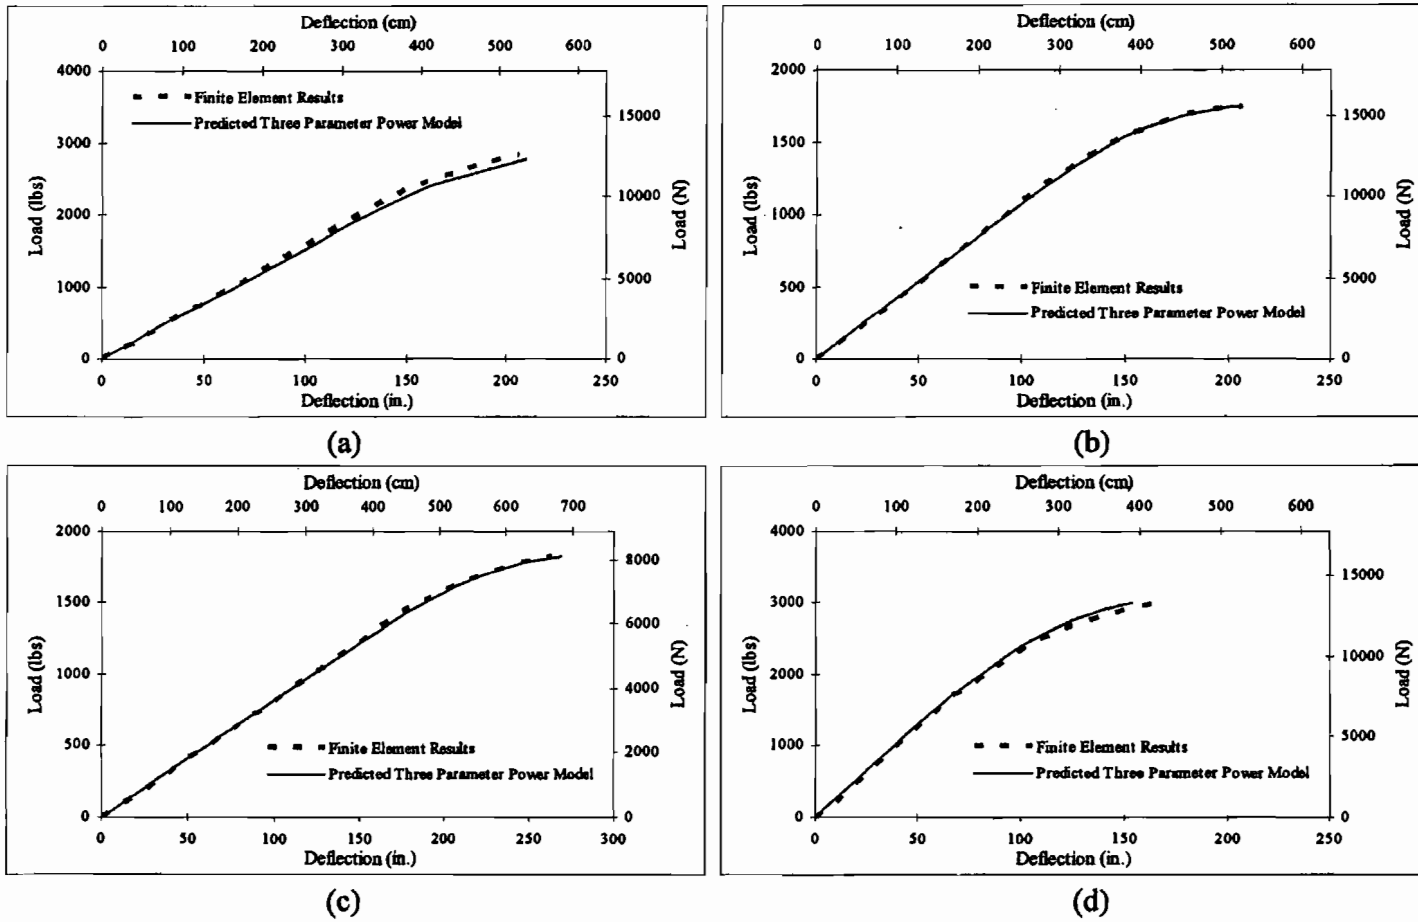 Deflection (cm)
0 100 200 300 400 500 600
4000
3000
2000
1000
0
Load (lbs)
Finite Element Results
Predicted Three Parameter Power Model
15000
10000
5000
0
Load (N)
0 50 100 150 200 250
Deflection (in.)
(a)
Deflection (cm)
0 100 200 300 400 500 600
2000
1500
1000
500
0
Load (lbs)
Finite Element Results
Predicted Three Parameter Power Model
15000
10000
5000
0
Load (N)
0 50 100 150 200 250
Deflection (in.)
(b)
Deflection (cm)
0 100 200 300 400 500 600 700
2000
1500
1000
500
0
Load (lbs)
Finite Element Results
Predicted Three Parameter Power Model
8000
6000
4000
2000
0
Load (N)
0 50 100 150 200 250 300
Deflection (in.)
(c)
Deflection (cm)
0 100 200 300 400 500 600
4000
3000
2000
1000
0
Load (lbs)
Finite Element Results
Predicted Three Parameter Power Model
15000
10000
5000
0
Load (N)
0 50 100 150 200 250
Deflection (in.)
(d)